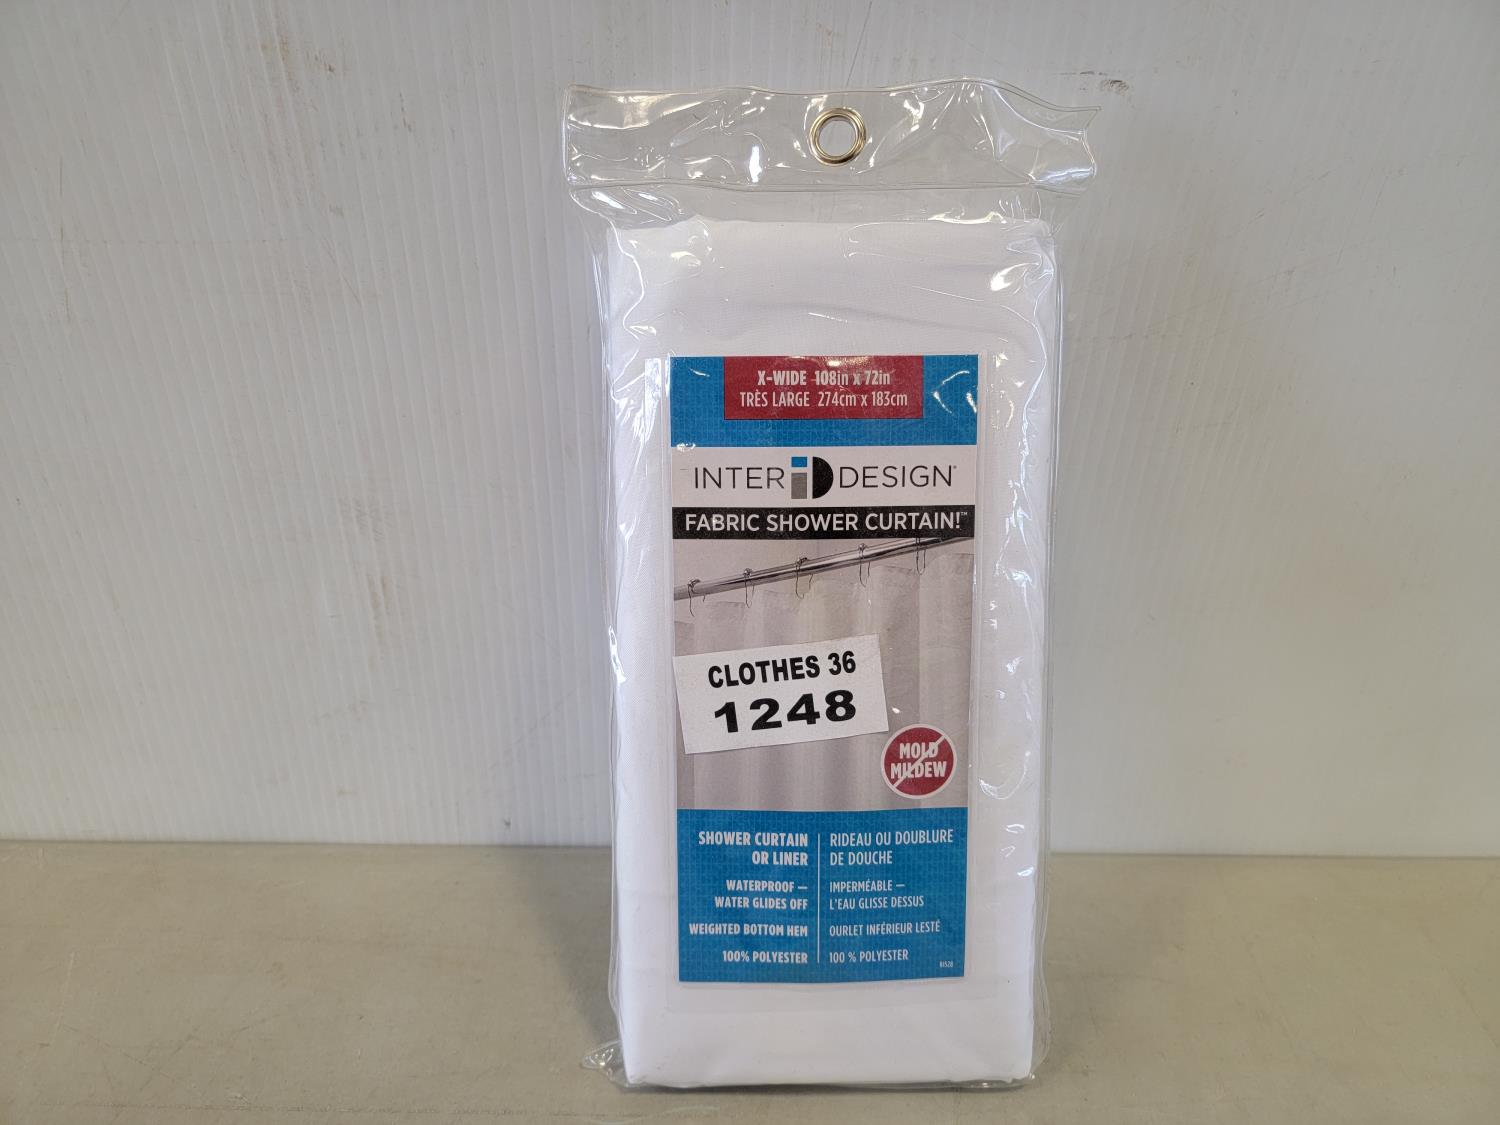 X-WIDE 108in x 72in
TRÈS LARGE 274cm x 183cm
INTER iD DESIGN®
FABRIC SHOWER CURTAIN!™
CLOTHES 36
1248
MOLD
MILDEW
SHOWER CURTAIN
OR LINER
WATERPROOF —
WATER GLIDES OFF
WEIGHTED BOTTOM HEM
100% POLYESTER
RIDEAU OU DOUBLURE
DE DOUCHE
IMPERMÉABLE —
L'EAU GLISSE DESSUS
OURLET INFÉRIEUR LESTÉ
100 % POLYESTER